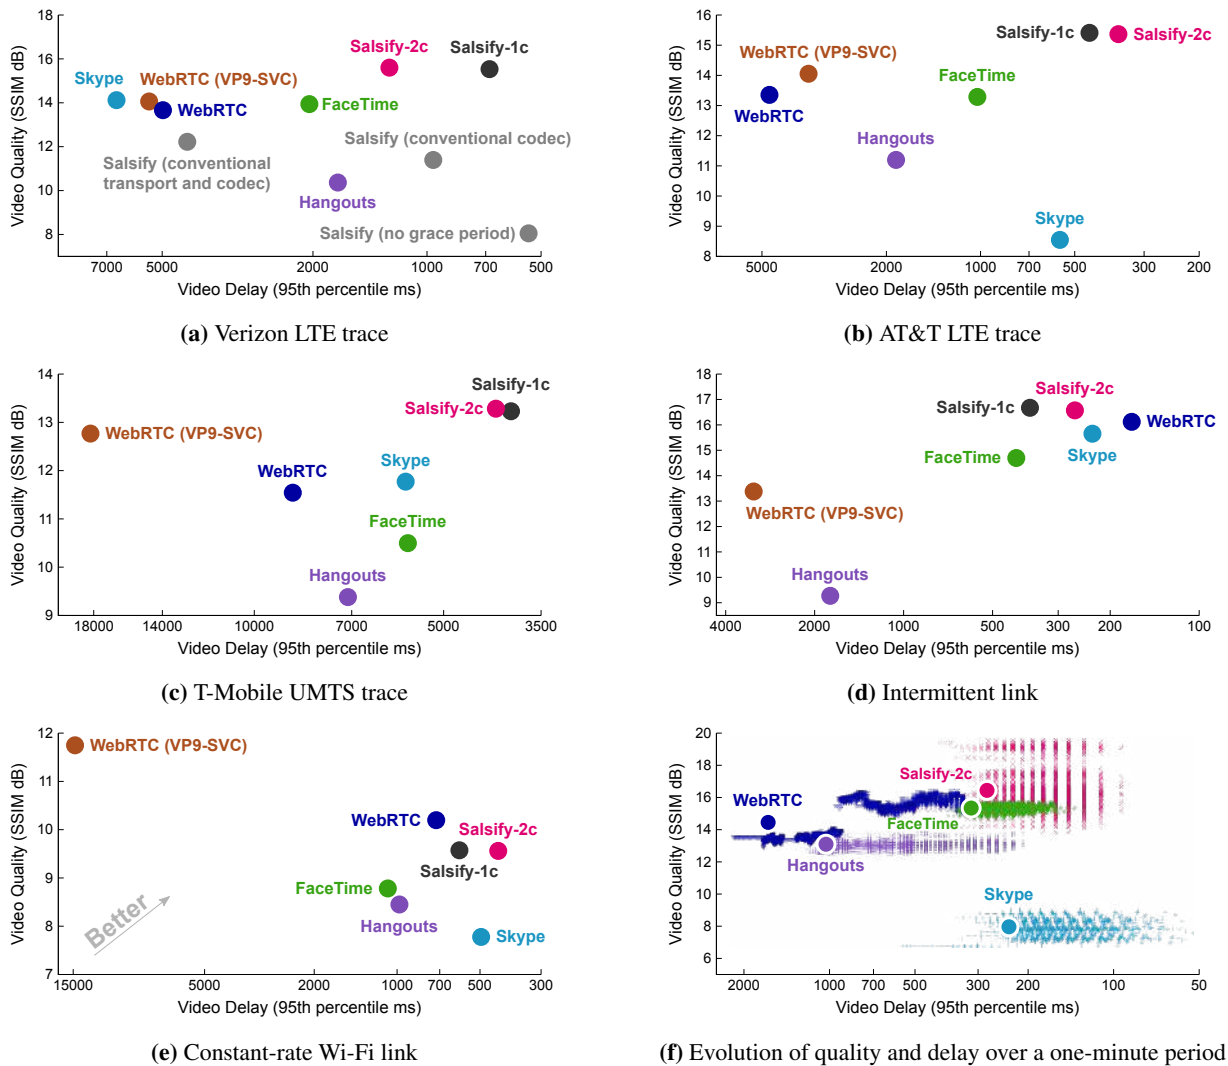 18
16
14
12
10
8
Video Quality (SSIM dB)
Skype
WebRTC (VP9-SVC)
WebRTC
Salsify (conventional
transport and codec)
Salsify-2c
Salsify-1c
FaceTime
Salsify (conventional codec)
Hangouts
Salsify (no grace period)
7000 5000 2000 1000 700 500
Video Delay (95th percentile ms)
(a) Verizon LTE trace
16
15
14
13
12
11
10
9
8
Video Quality (SSIM dB)
Salsify-1c
Salsify-2c
WebRTC (VP9-SVC)
WebRTC
FaceTime
Hangouts
Skype
5000 2000 1000 700 500 300 200
Video Delay (95th percentile ms)
(b) AT&T LTE trace
14
13
12
11
10
9
Video Quality (SSIM dB)
Salsify-1c
Salsify-2c
WebRTC (VP9-SVC)
WebRTC
Skype
FaceTime
Hangouts
18000 14000 10000 7000 5000 3500
Video Delay (95th percentile ms)
(c) T-Mobile UMTS trace
18
17
16
15
14
13
12
11
10
9
Video Quality (SSIM dB)
Salsify-2c
Salsify-1c
WebRTC
Skype
FaceTime
WebRTC (VP9-SVC)
Hangouts
4000 2000 1000 500 300 200 100
Video Delay (95th percentile ms)
(d) Intermittent link
12
11
10
9
8
7
Video Quality (SSIM dB)
WebRTC (VP9-SVC)
WebRTC
Salsify-2c
Salsify-1c
FaceTime
Hangouts
Skype
Better
15000 5000 2000 1000 700 500 300
Video Delay (95th percentile ms)
(e) Constant-rate Wi-Fi link
20
18
16
14
12
10
8
6
Video Quality (SSIM dB)
Salsify-2c
WebRTC
FaceTime
Hangouts
Skype
2000 1000 700 500 300 200 100 50
Video Delay (95th percentile ms)
(f) Evolution of quality and delay over a one-minute period